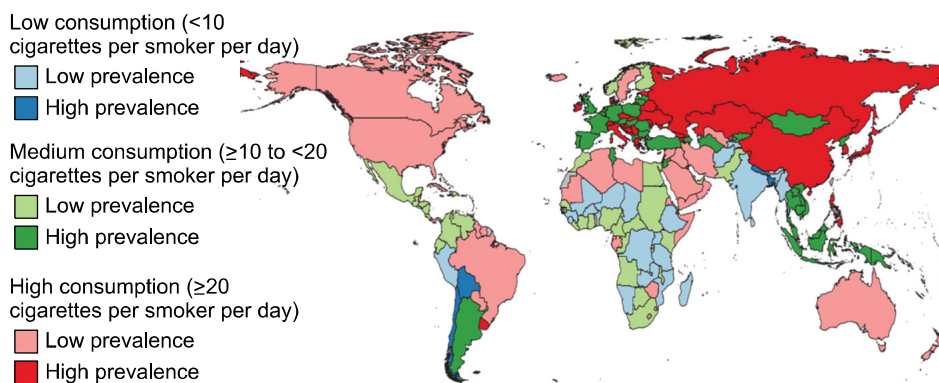 Low consumption (<10
cigarettes per smoker per day)
Low prevalence
High prevalence
Medium consumption (≥10 to <20
cigarettes per smoker per day)
Low prevalence
High prevalence
High consumption (≥20
cigarettes per smoker per day)
Low prevalence
High prevalence